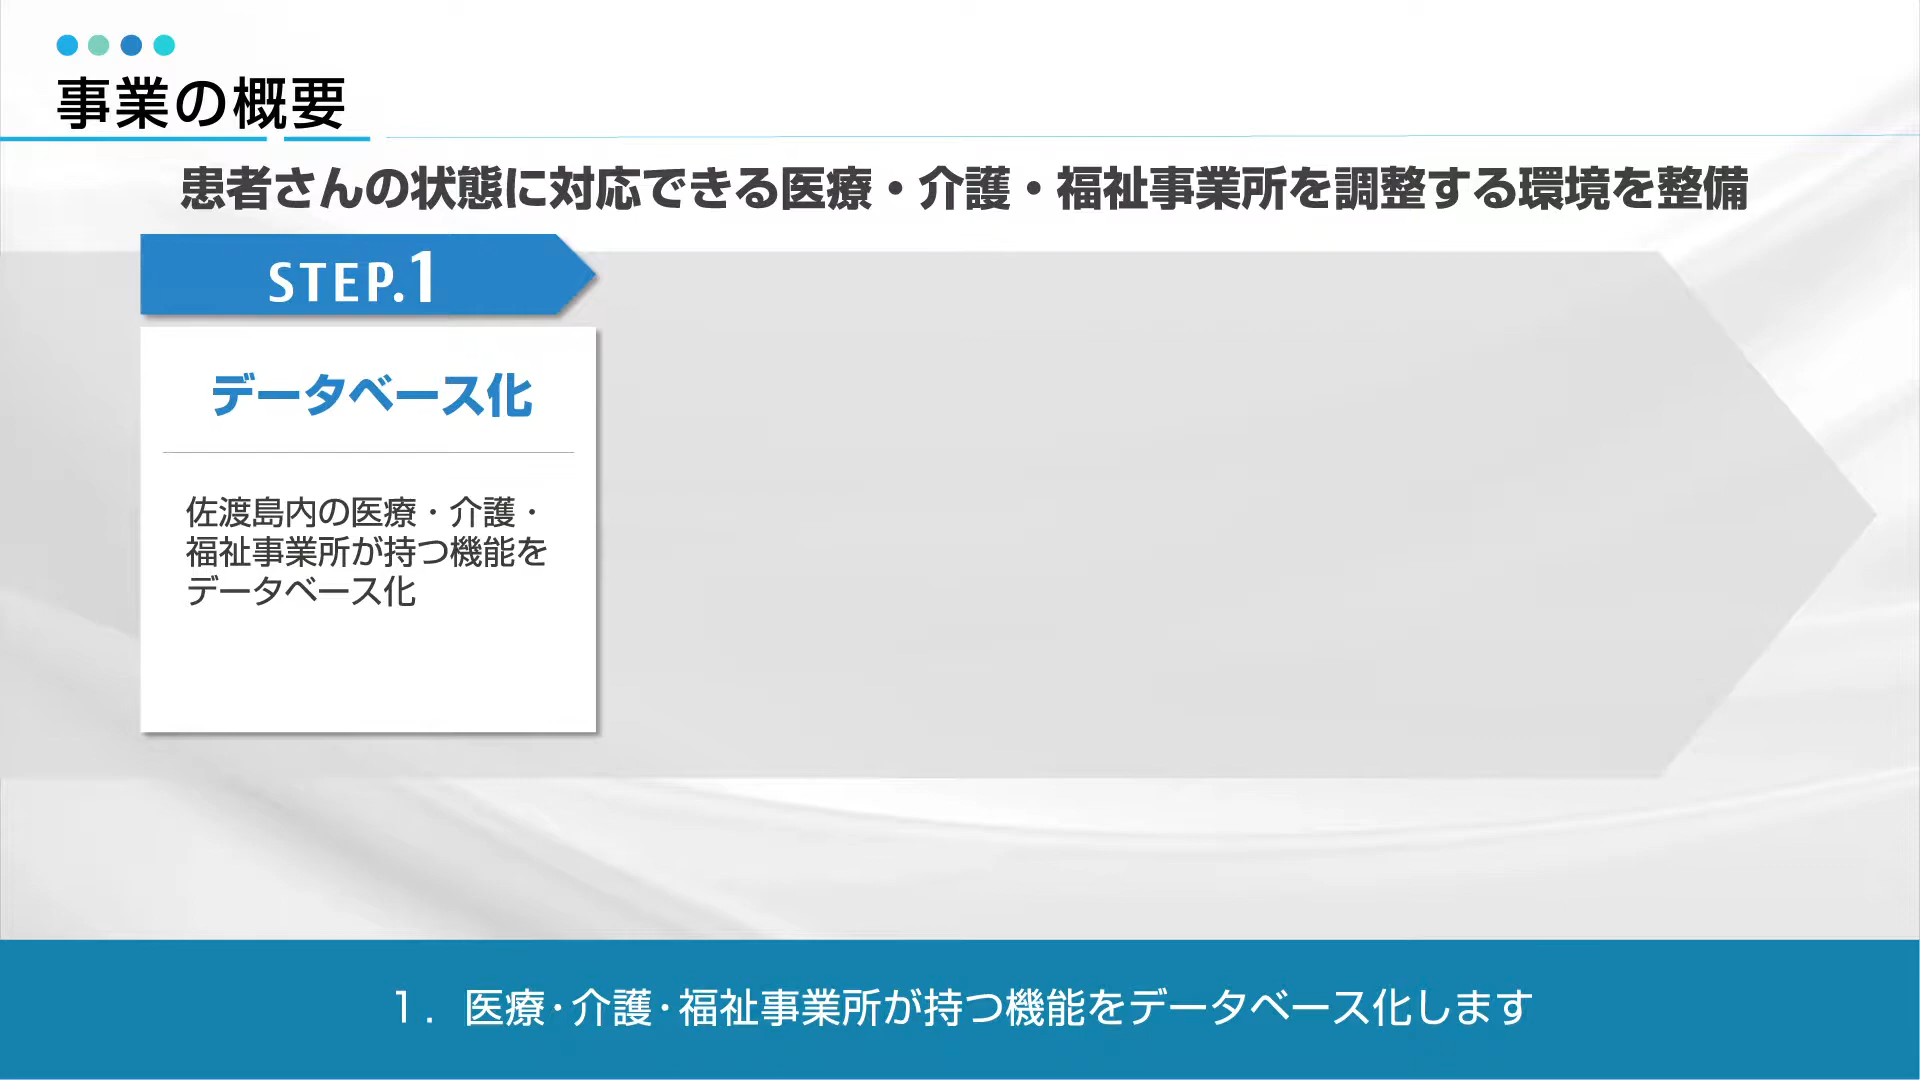 事業の概要
患者さんの状態に対応できる医療・介護・福祉事業所を調整する環境を整備
STEP.1
データベース化
佐渡島内の医療・介護・
福祉事業所が持つ機能を
データベース化
1．医療・介護・福祉事業所が持つ機能をデータベース化します